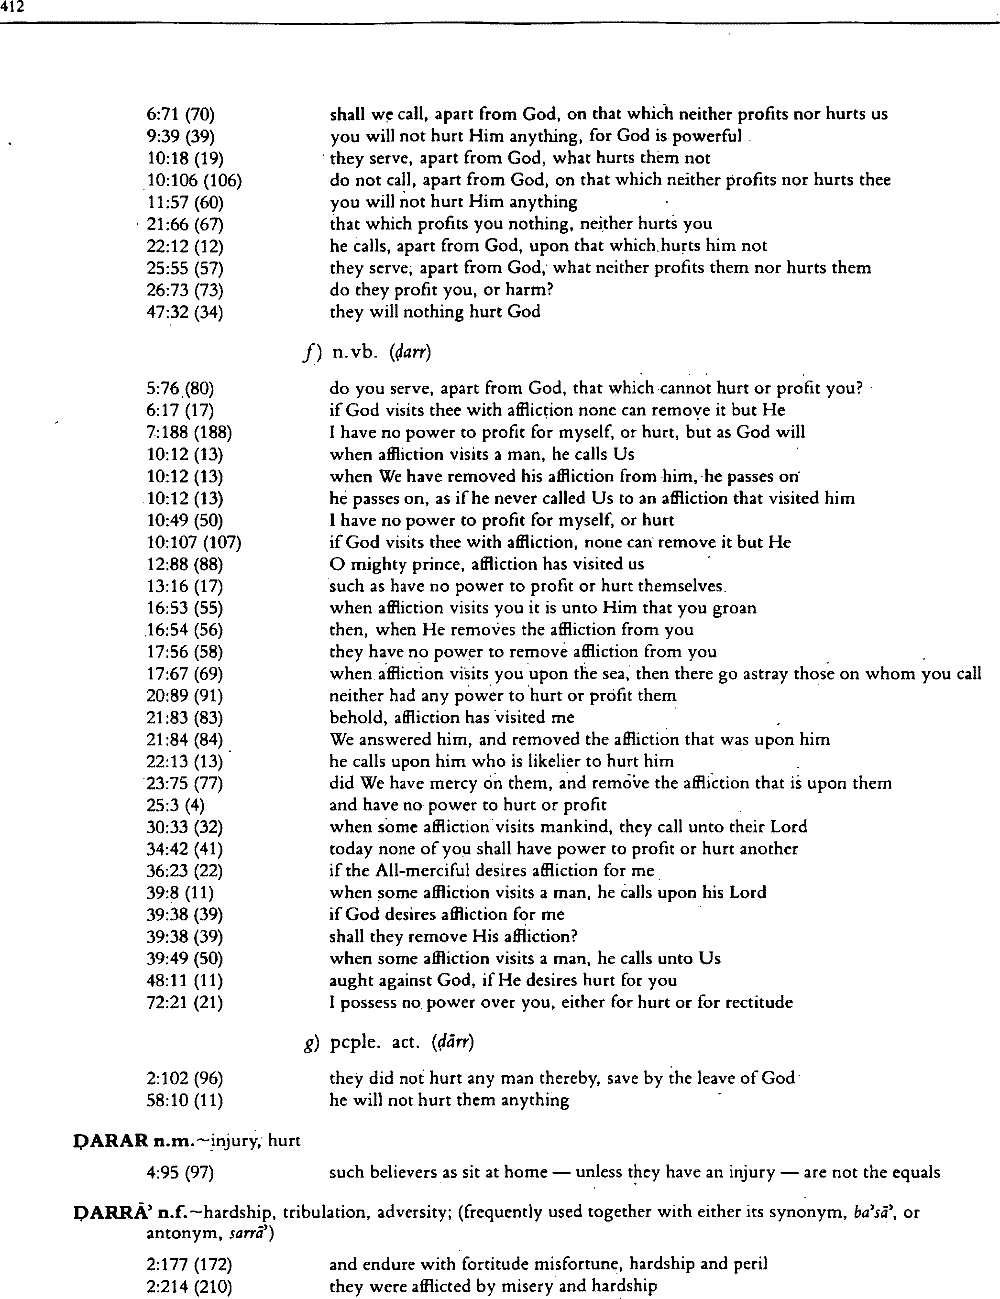 412
6:71 (70) shall we call, apart from God, on that which neither profits nor hurts us
9:39 (39) you will not hurt Him anything, for God is powerful
10:18 (19) they serve, apart from God, what hurts them not
10:106 (106) do not call, apart from God, on that which neither profits nor hurts thee
11:57 (60) you will not hurt Him anything
21:66 (67) that which profits you nothing, neither hurts you
22:12 (12) he calls, apart from God, upon that which hurts him not
25:55 (57) they serve, apart from God, what neither profits them nor hurts them
26:73 (73) do they profit you, or harm?
47:32 (34) they will nothing hurt God
f) n.vb. (ḍarr)
5:76 (80) do you serve, apart from God, that which cannot hurt or profit you?
6:17 (17) if God visits thee with affliction none can remove it but He
7:188 (188) I have no power to profit for myself, or hurt, but as God will
10:12 (13) when affliction visits a man, he calls Us
10:12 (13) when We have removed his affliction from him, he passes on
10:12 (13) he passes on, as if he never called Us to an affliction that visited him
10:49 (50) I have no power to profit for myself, or hurt
10:107 (107) if God visits thee with affliction, none can remove it but He
12:88 (88) O mighty prince, affliction has visited us
13:16 (17) such as have no power to profit or hurt themselves
16:53 (55) when affliction visits you it is unto Him that you groan
16:54 (56) then, when He removes the affliction from you
17:56 (58) they have no power to remove affliction from you
17:67 (69) when affliction visits you upon the sea, then there go astray those on whom you call
20:89 (91) neither had any power to hurt or profit them
21:83 (83) behold, affliction has visited me
21:84 (84) We answered him, and removed the affliction that was upon him
22:13 (13) he calls upon him who is likelier to hurt him
23:75 (77) did We have mercy on them, and remove the affliction that is upon them
25:3 (4) and have no power to hurt or profit
30:33 (32) when some affliction visits mankind, they call unto their Lord
34:42 (41) today none of you shall have power to profit or hurt another
36:23 (22) if the All-merciful desires affliction for me
39:8 (11) when some affliction visits a man, he calls upon his Lord
39:38 (39) if God desires affliction for me
39:38 (39) shall they remove His affliction?
39:49 (50) when some affliction visits a man, he calls unto Us
48:11 (11) aught against God, if He desires hurt for you
72:21 (21) I possess no power over you, either for hurt or for rectitude
g) pcple. act. (ḍārr)
2:102 (96) they did not hurt any man thereby, save by the leave of God
58:10 (11) he will not hurt them anything
ḌARAR n.m.~injury, hurt
4:95 (97) such believers as sit at home — unless they have an injury — are not the equals
ḌARRĀʾ n.f.~hardship, tribulation, adversity; (frequently used together with either its synonym, baʾsāʾ, or
antonym, sarrāʾ)
2:177 (172) and endure with fortitude misfortune, hardship and peril
2:214 (210) they were afflicted by misery and hardship